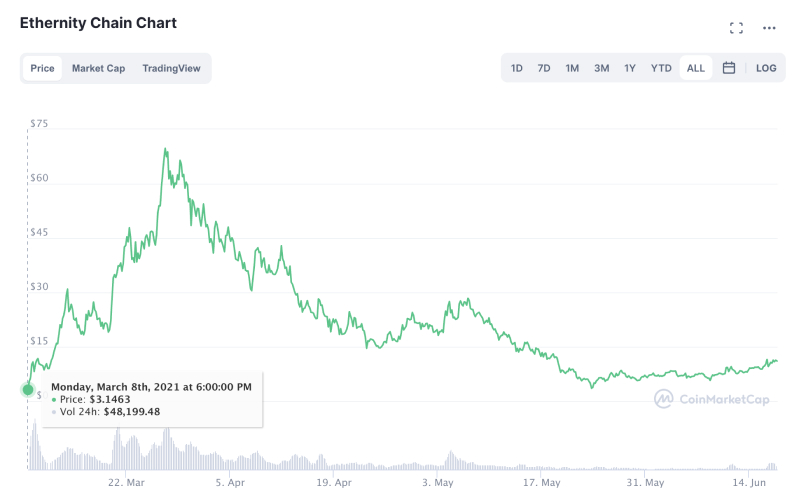 Ethernity Chain Chart
Price Market Cap TradingView
1D 7D 1M 3M 1Y YTD ALL LOG
$75
$60
$45
$30
$15
$
Monday, March 8th, 2021 at 6:00:00 PM
Price: $3.1463
Vol 24h: $48,199.48
CoinMarketCap
22. Mar 5. Apr 19. Apr 3. May 17. May 31. May 14. Jun